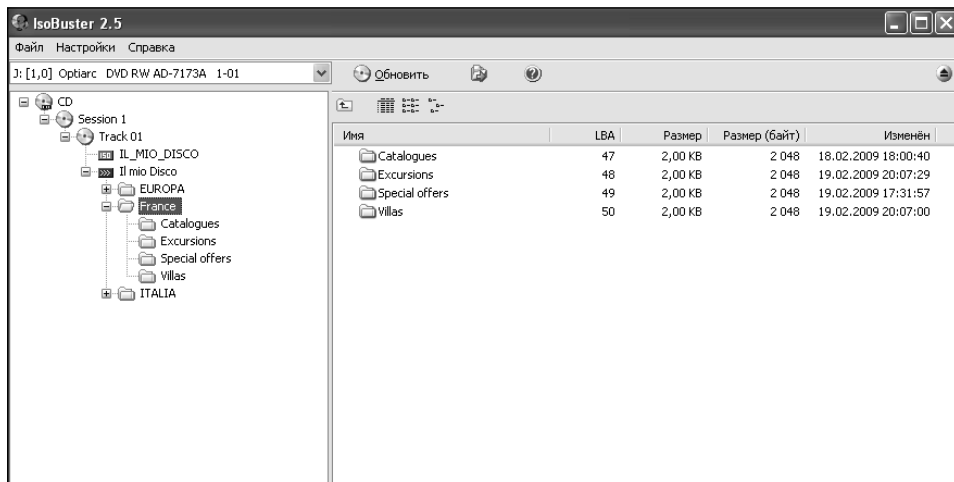 IsoBuster 2.5
Файл Настройки Справка
J: [1,0] Optiarc DVD RW AD-7173A 1-01
Обновить
CD
Session 1
Track 01
ISO IL_MIO_DISCO
Il mio Disco
EUROPA
France
Catalogues
Excursions
Special offers
Villas
ITALIA
Имя LBA Размер Размер (байт) Изменён
Catalogues 47 2,00 KB 2 048 18.02.2009 18:00:40
Excursions 48 2,00 KB 2 048 19.02.2009 20:07:29
Special offers 49 2,00 KB 2 048 19.02.2009 17:31:57
Villas 50 2,00 KB 2 048 19.02.2009 20:07:00